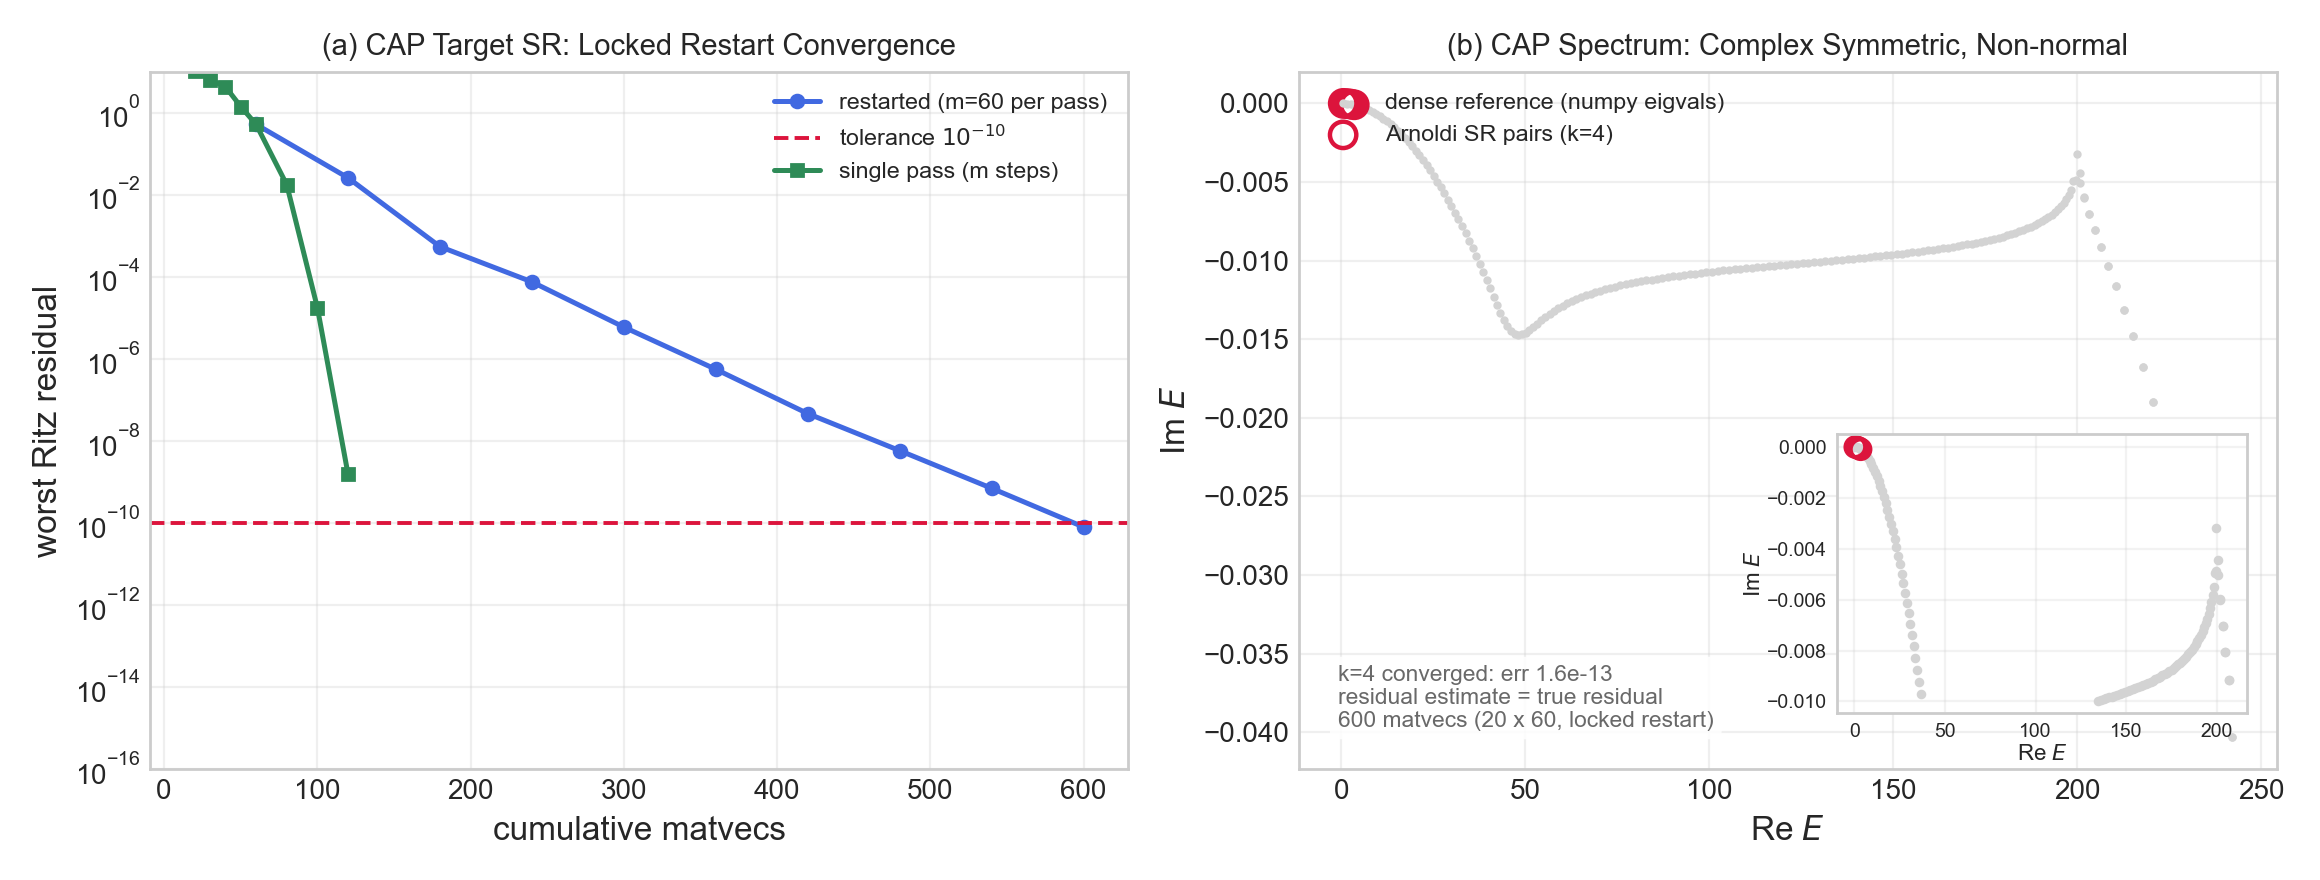 (a) CAP Target SR: Locked Restart Convergence
restarted (m=60 per pass)
tolerance 10⁻¹⁰
single pass (m steps)
10⁰
10⁻²
10⁻⁴
10⁻⁶
10⁻⁸
10⁻¹⁰
10⁻¹²
10⁻¹⁴
10⁻¹⁶
worst Ritz residual
0 100 200 300 400 500 600
cumulative matvecs
(b) CAP Spectrum: Complex Symmetric, Non-normal
dense reference (numpy eigvals)
Arnoldi SR pairs (k=4)
0.000
−0.005
−0.010
−0.015
−0.020
−0.025
−0.030
−0.035
−0.040
Im E
k=4 converged: err 1.6e-13
residual estimate = true residual
600 matvecs (20 x 60, locked restart)
0.000
−0.002
−0.004
−0.006
−0.008
−0.010
Im E
0 50 100 150 200
Re E
0 50 100 150 200 250
Re E